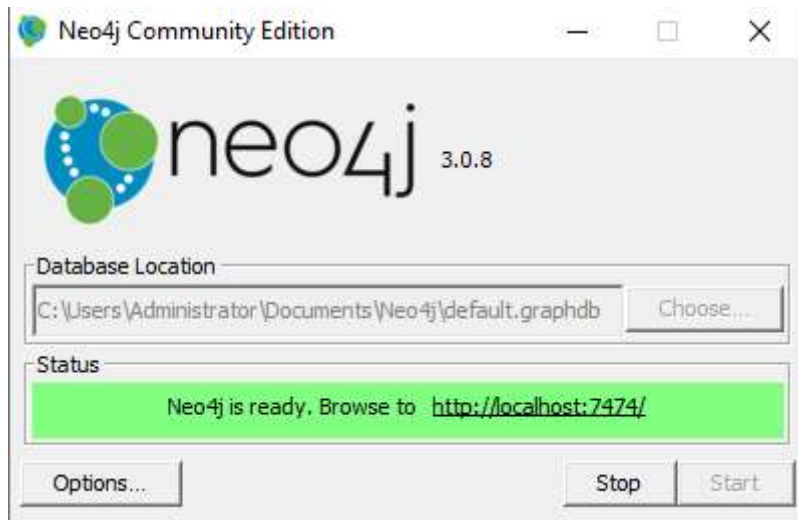 Neo4j Community Edition
neo4j 3.0.8
Database Location
C:\Users\Administrator\Documents\Neo4j\default.graphdb Choose...
Status
Neo4j is ready. Browse to http://localhost:7474/
Options... Stop Start